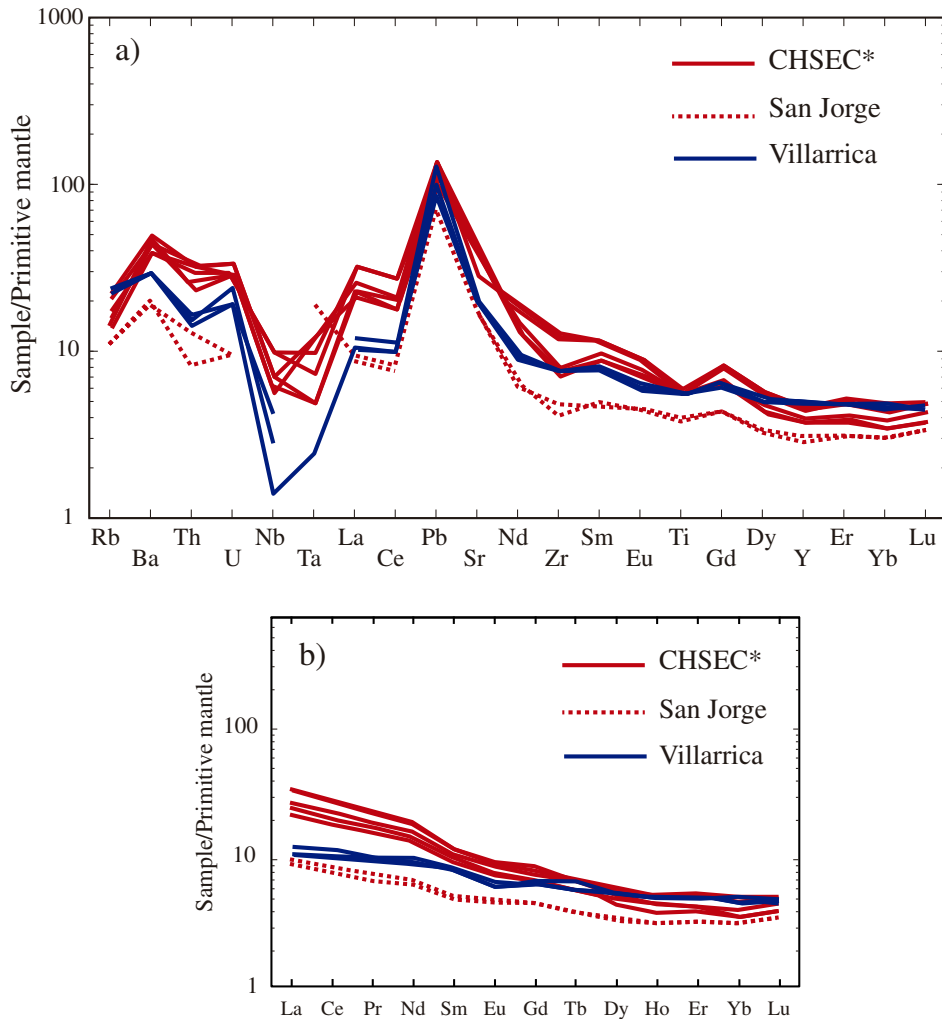 1000
a)
CHSEC*
San Jorge
Villarrica
100
10
1
Sample/Primitive mantle
Rb Th Nb La Pb Nd Sm Ti Dy Er Lu
Ba U Ta Ce Sr Zr Eu Gd Y Yb
b)
CHSEC*
San Jorge
Villarrica
100
10
1
Sample/Primitive mantle
La Ce Pr Nd Sm Eu Gd Tb Dy Ho Er Yb Lu